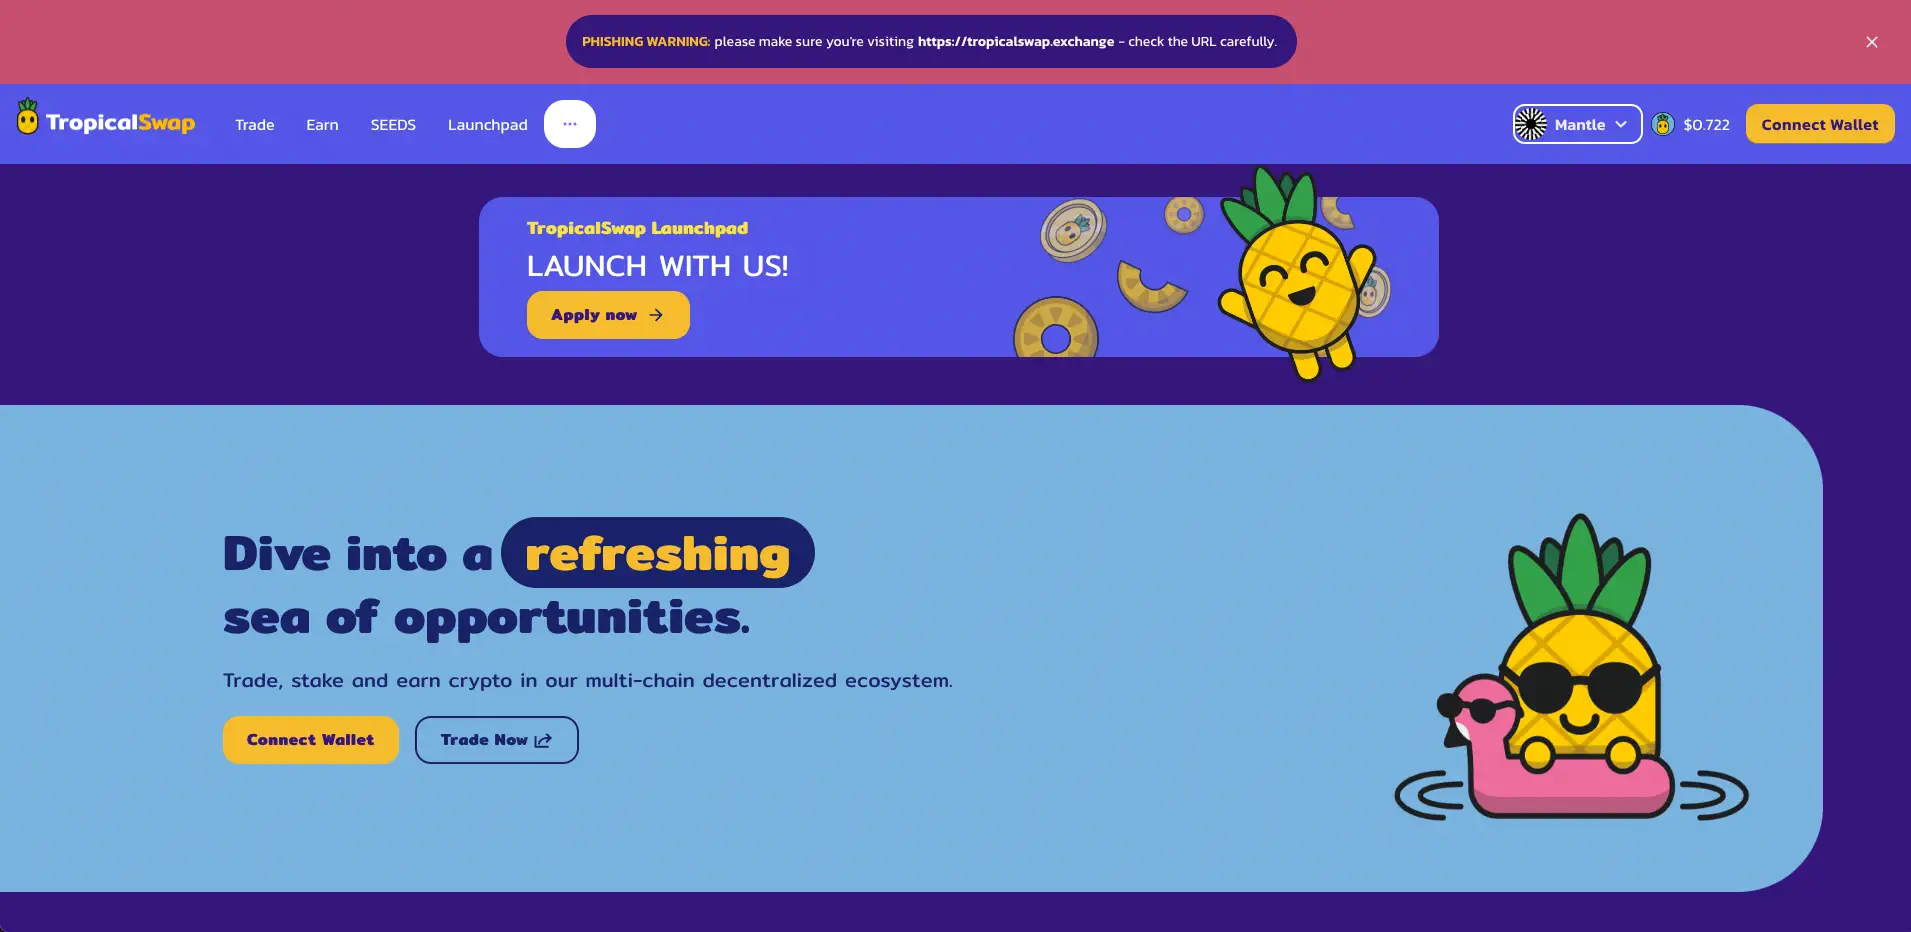 PHISHING WARNING: please make sure you're visiting https://tropicalswap.exchange - check the URL carefully.
TropicalSwap
Trade
Earn
SEEDS
Launchpad
...
Mantle
$0.722
Connect Wallet
TropicalSwap Launchpad
LAUNCH WITH US!
Apply now
Dive into a refreshing
sea of opportunities.
Trade, stake and earn crypto in our multi-chain decentralized ecosystem.
Connect Wallet
Trade Now